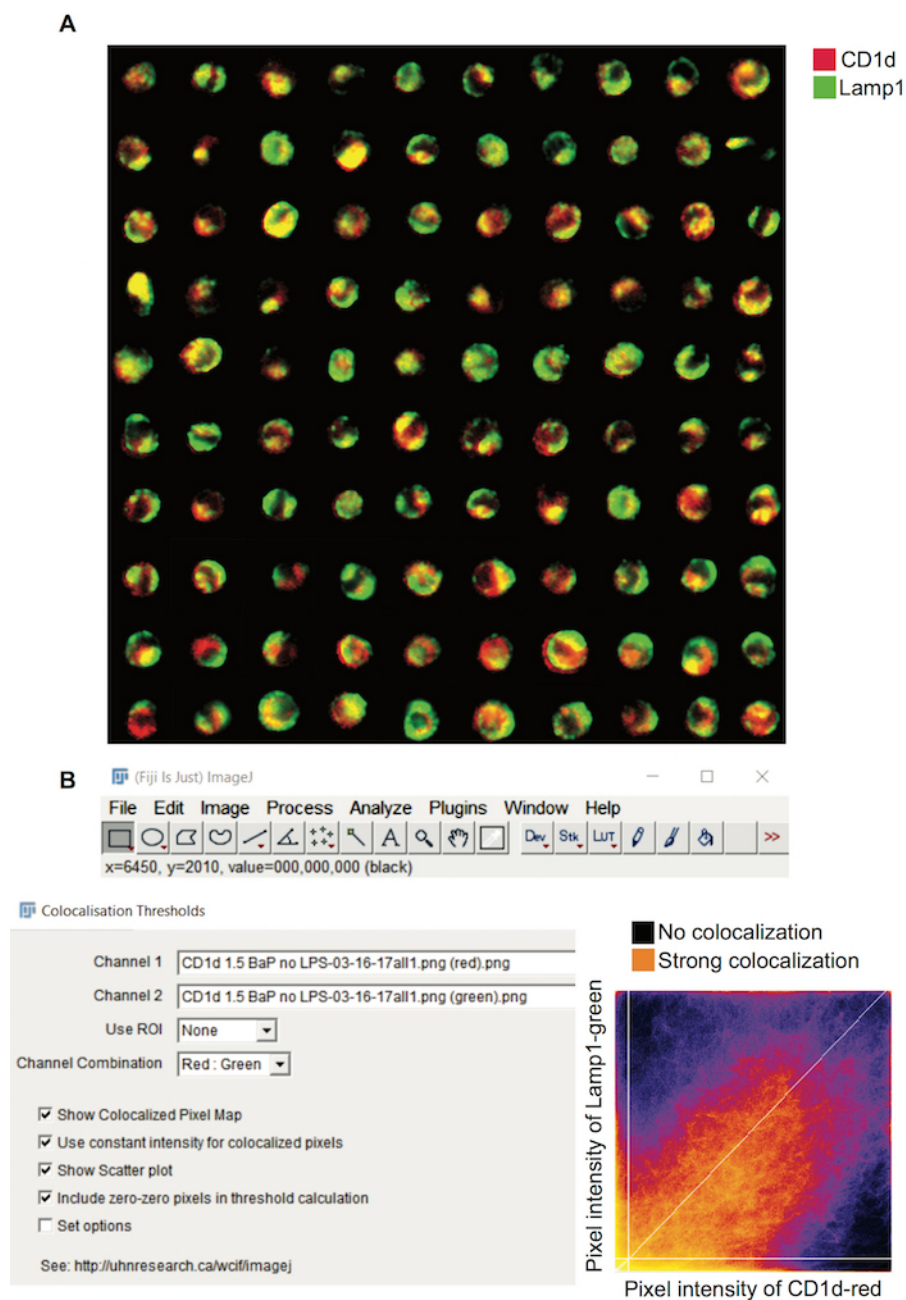 A
CD1d
Lamp1
B
(Fiji Is Just) ImageJ
File Edit Image Process Analyze Plugins Window Help
A Dev Stk LUT >>
x=6450, y=2010, value=000,000,000 (black)
Colocalisation Thresholds
Channel 1 CD1d 1.5 BaP no LPS-03-16-17all1.png (red).png
Channel 2 CD1d 1.5 BaP no LPS-03-16-17all1.png (green).png
Use ROI None
Channel Combination Red : Green
Show Colocalized Pixel Map
Use constant intensity for colocalized pixels
Show Scatter plot
Include zero-zero pixels in threshold calculation
Set options
See: http://uhnresearch.ca/wcif/imagej
No colocalization
Strong colocalization
Pixel intensity of Lamp1-green
Pixel intensity of CD1d-red